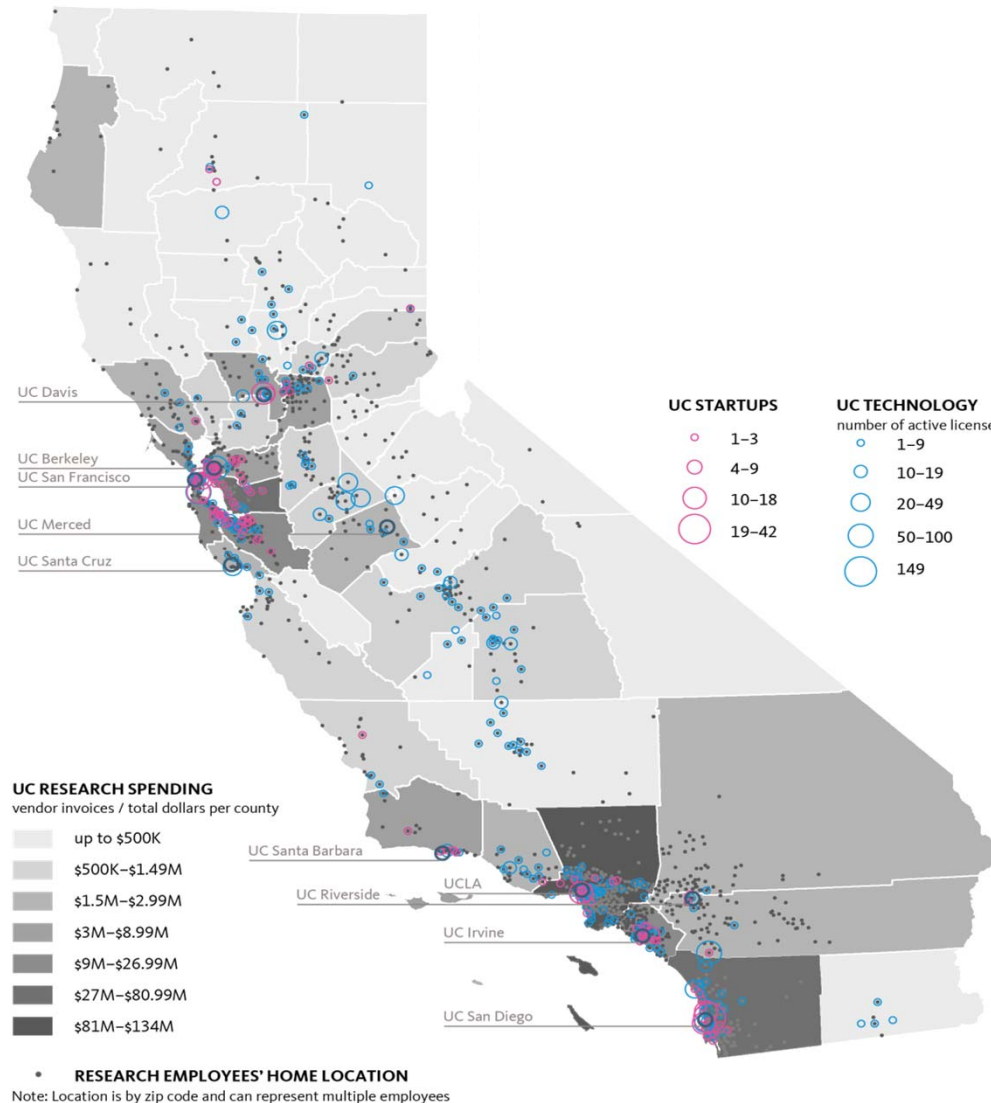 UC Davis
UC Berkeley
UC San Francisco
UC Merced
UC Santa Cruz
UC STARTUPS
1–3
4–9
10–18
19–42
UC TECHNOLOGY
number of active license
1–9
10–19
20–49
50–100
149
UC RESEARCH SPENDING
vendor invoices / total dollars per county
up to $500K
$500K–$1.49M
$1.5M–$2.99M
$3M–$8.99M
$9M–$26.99M
$27M–$80.99M
$81M–$134M
UC Santa Barbara
UCLA
UC Riverside
UC Irvine
UC San Diego
RESEARCH EMPLOYEES' HOME LOCATION
Note: Location is by zip code and can represent multiple employees